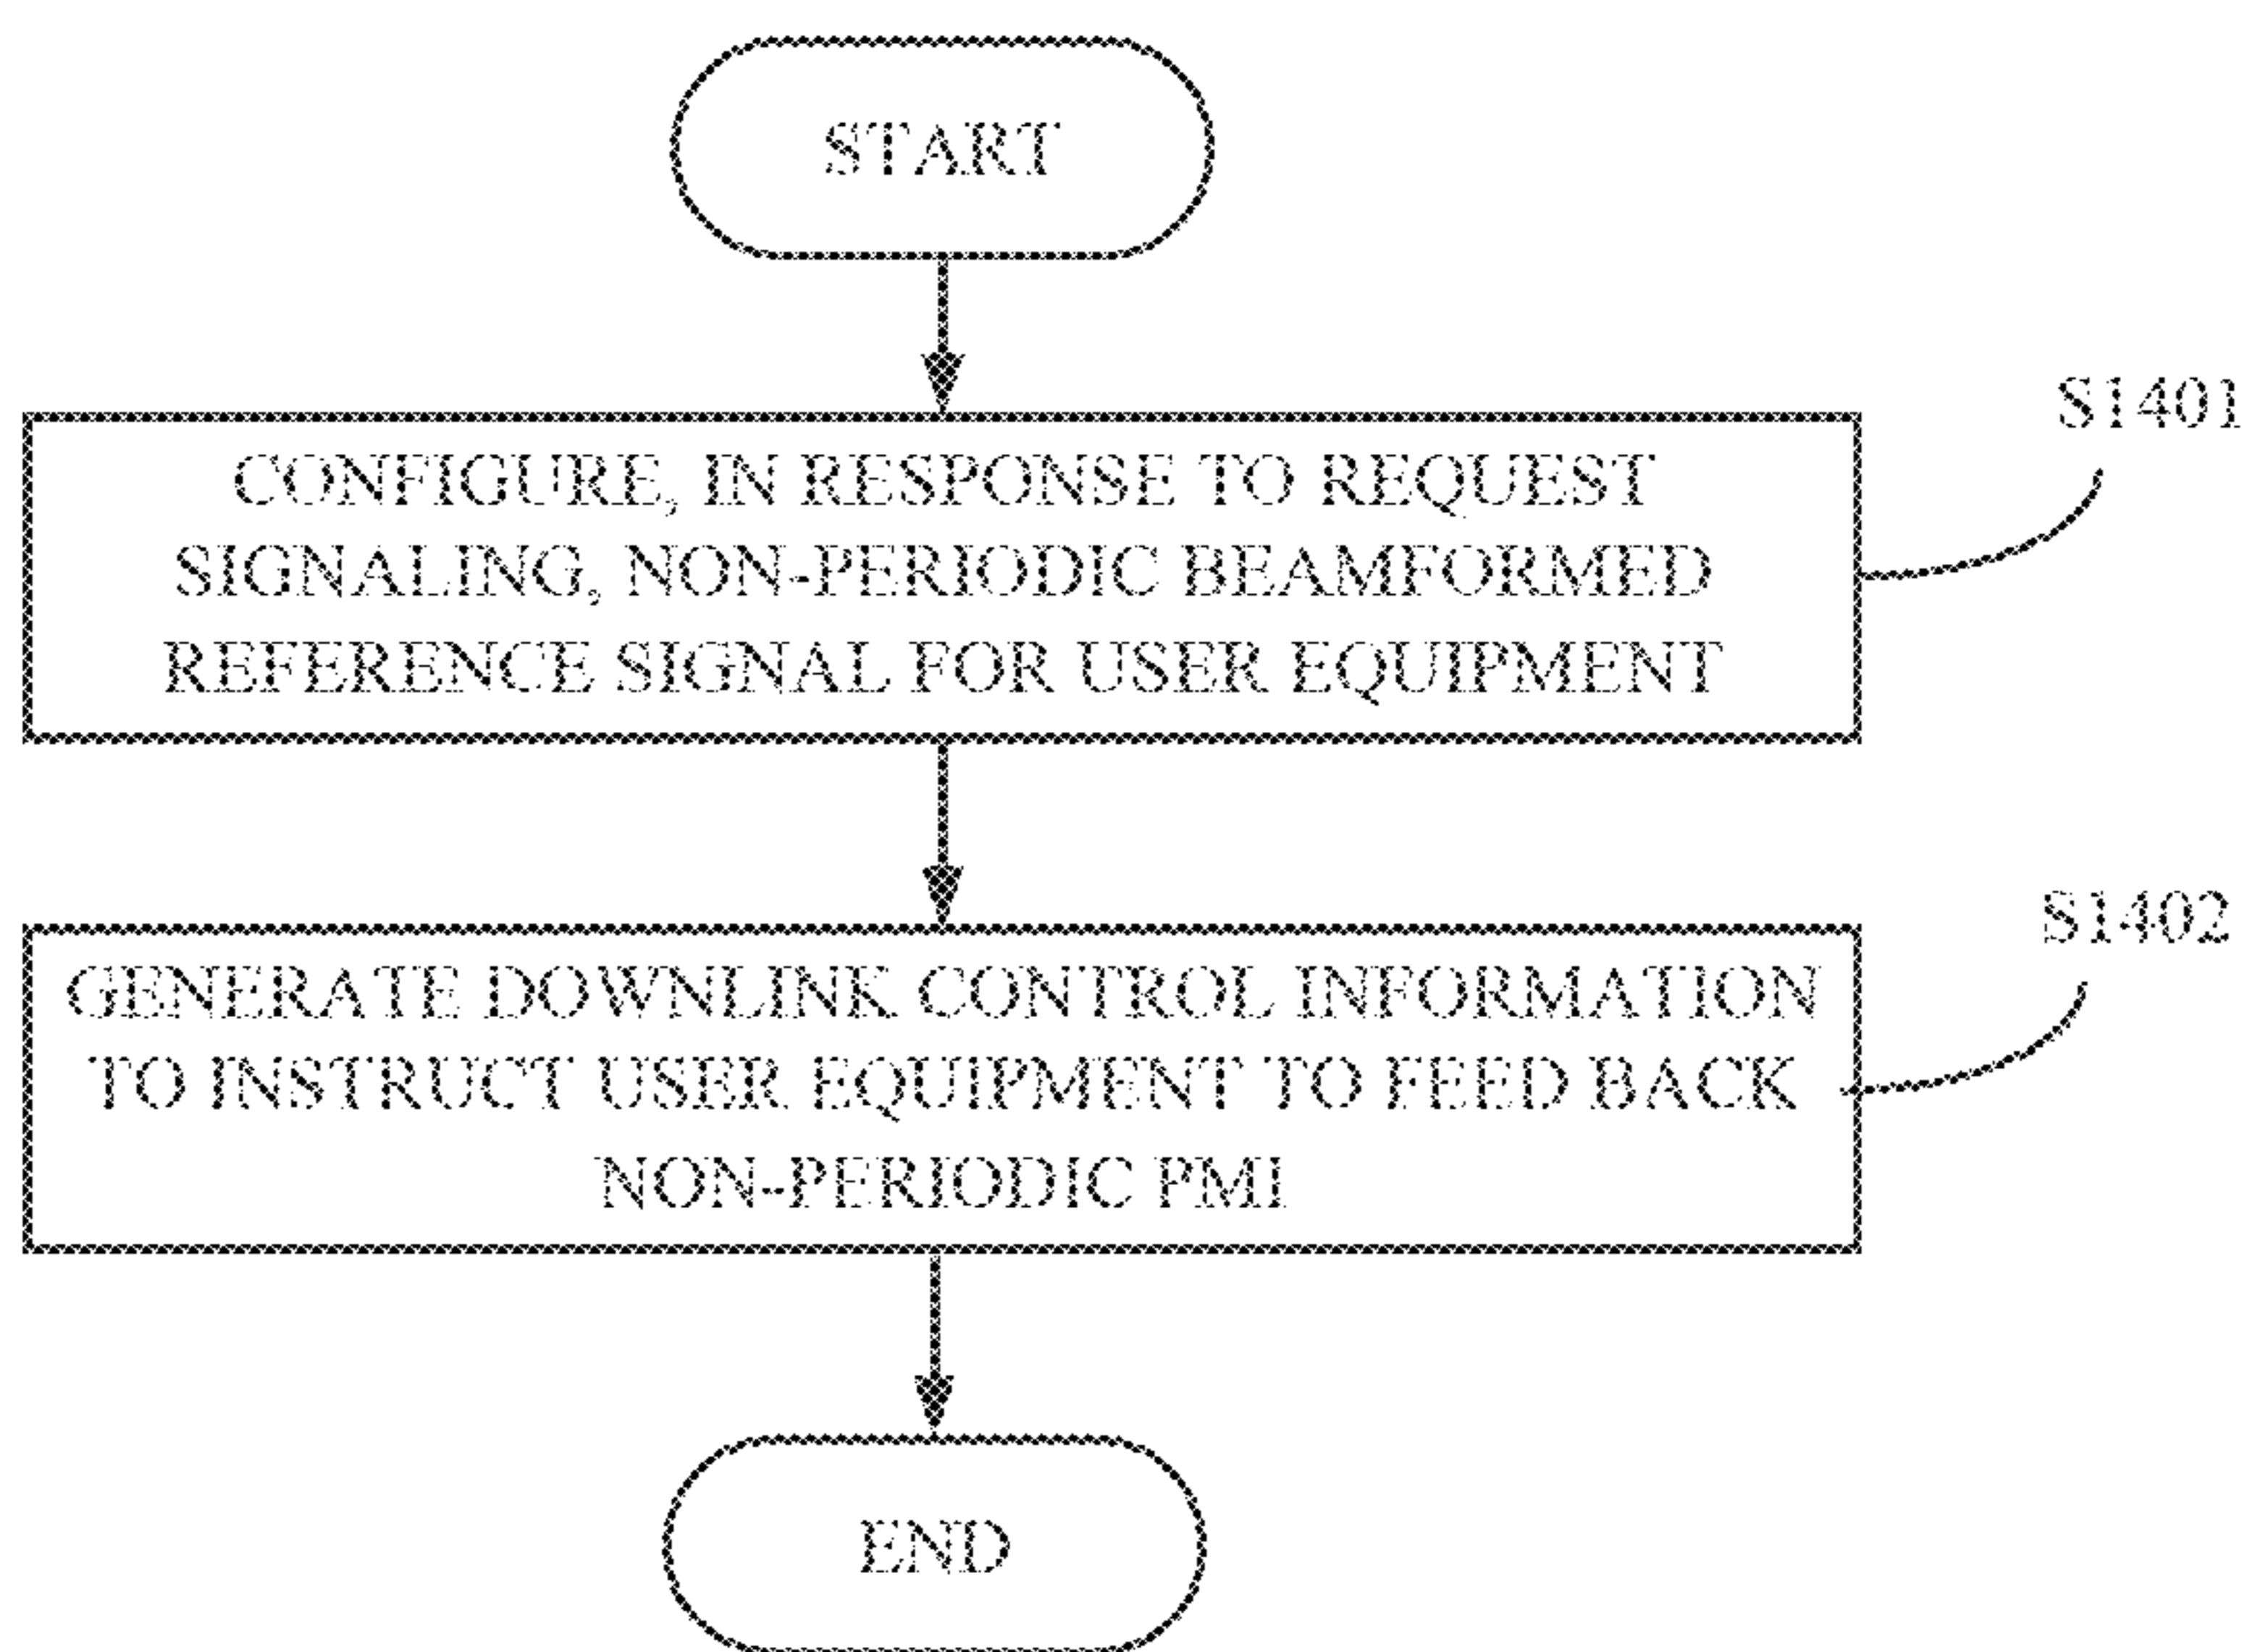 START
S1401
CONFIGURE, IN RESPONSE TO REQUEST
SIGNALING, NON-PERIODIC BEAMFORMED
REFERENCE SIGNAL FOR USER EQUIPMENT
S1402
GENERATE DOWNLINK CONTROL INFORMATION
TO INSTRUCT USER EQUIPMENT TO FEED BACK
NON-PERIODIC PMI
END